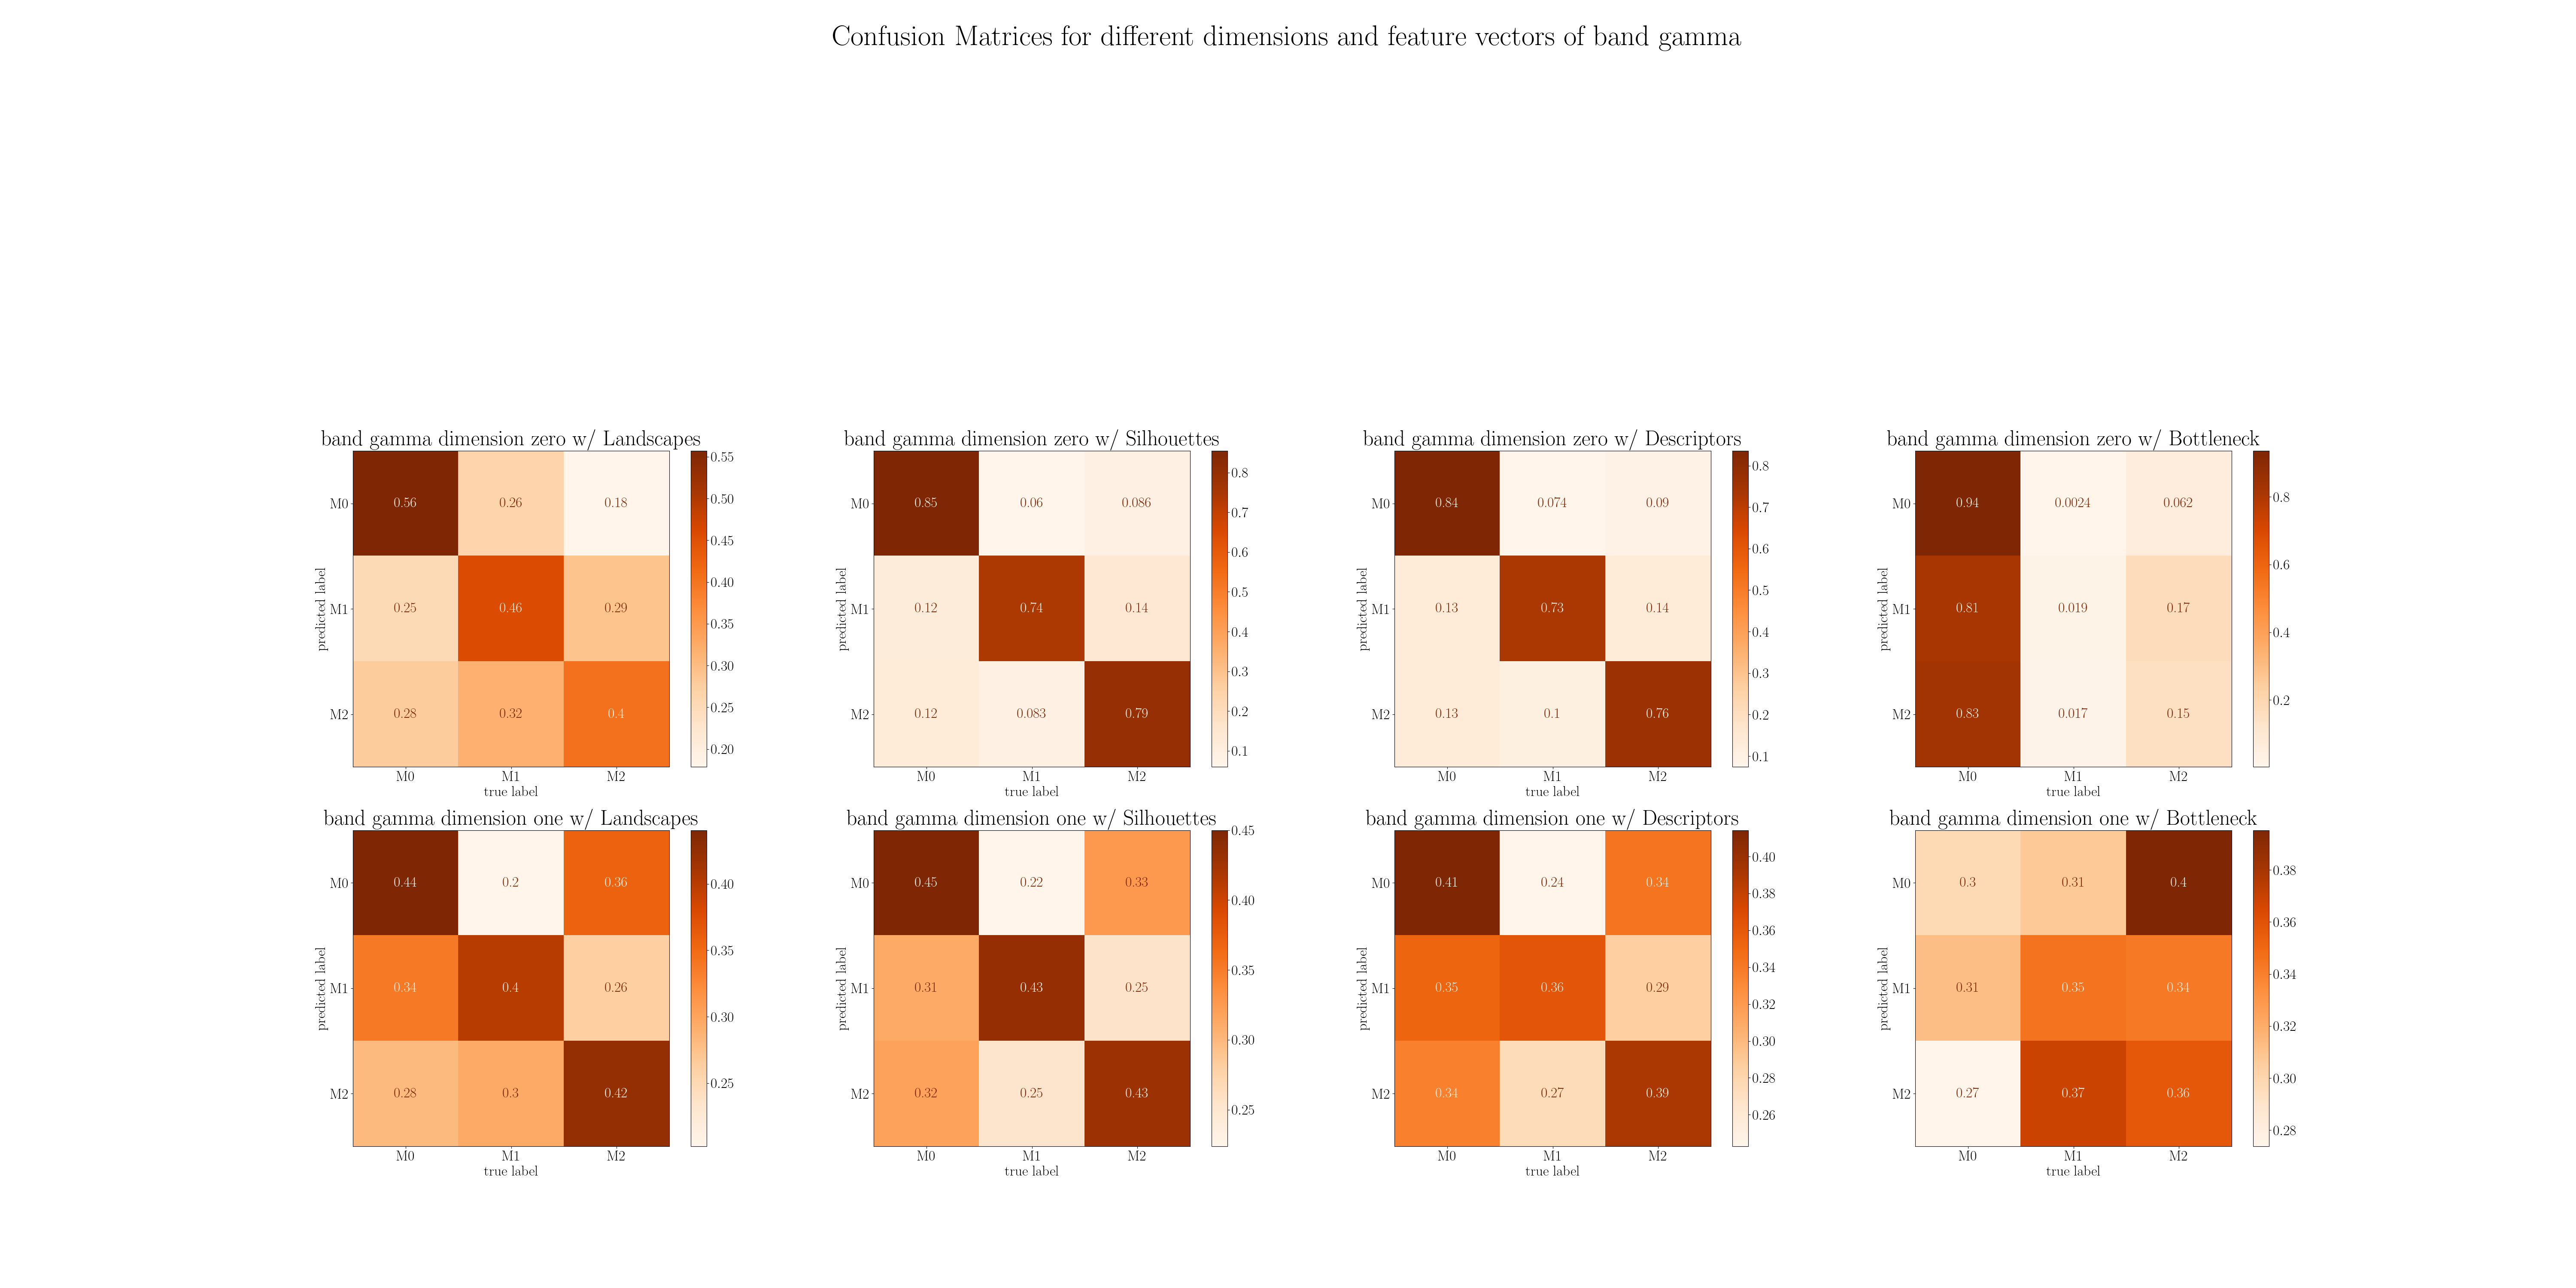 Confusion Matrices for different dimensions and feature vectors of band gamma
band gamma dimension zero w/ Landscapes
predicted label
M0
M1
M2
0.56 0.26 0.18
0.25 0.46 0.29
0.28 0.32 0.4
M0 M1 M2
true label
0.55
0.50
0.45
0.40
0.35
0.30
0.25
0.20
band gamma dimension zero w/ Silhouettes
predicted label
M0
M1
M2
0.85 0.06 0.086
0.12 0.74 0.14
0.12 0.083 0.79
M0 M1 M2
true label
0.8
0.7
0.6
0.5
0.4
0.3
0.2
0.1
band gamma dimension zero w/ Descriptors
predicted label
M0
M1
M2
0.84 0.074 0.09
0.13 0.73 0.14
0.13 0.1 0.76
M0 M1 M2
true label
0.8
0.7
0.6
0.5
0.4
0.3
0.2
0.1
band gamma dimension zero w/ Bottleneck
predicted label
M0
M1
M2
0.94 0.0024 0.062
0.81 0.019 0.17
0.83 0.017 0.15
M0 M1 M2
true label
0.8
0.6
0.4
0.2
band gamma dimension one w/ Landscapes
predicted label
M0
M1
M2
0.44 0.2 0.36
0.34 0.4 0.26
0.28 0.3 0.42
M0 M1 M2
true label
0.40
0.35
0.30
0.25
band gamma dimension one w/ Silhouettes
predicted label
M0
M1
M2
0.45 0.22 0.33
0.31 0.43 0.25
0.32 0.25 0.43
M0 M1 M2
true label
0.45
0.40
0.35
0.30
0.25
band gamma dimension one w/ Descriptors
predicted label
M0
M1
M2
0.41 0.24 0.34
0.35 0.36 0.29
0.34 0.27 0.39
M0 M1 M2
true label
0.40
0.38
0.36
0.34
0.32
0.30
0.28
0.26
band gamma dimension one w/ Bottleneck
predicted label
M0
M1
M2
0.3 0.31 0.4
0.31 0.35 0.34
0.27 0.37 0.36
M0 M1 M2
true label
0.38
0.36
0.34
0.32
0.30
0.28